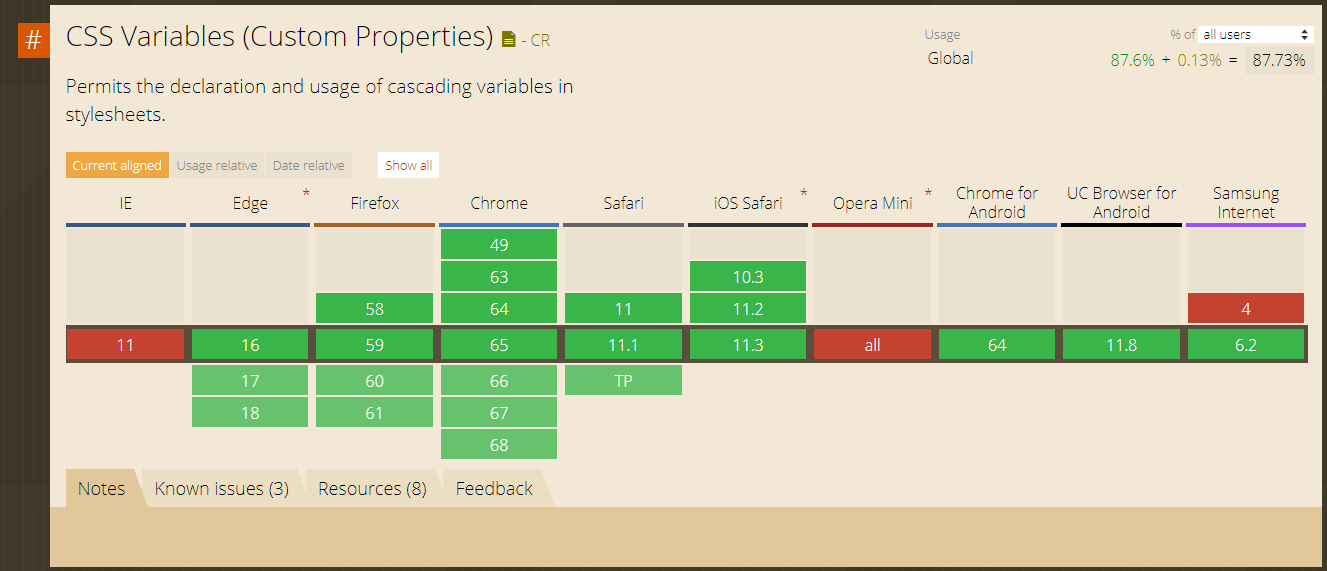 #
CSS Variables (Custom Properties) - CR
Usage % of all users
Global 87.6% + 0.13% = 87.73%
Permits the declaration and usage of cascading variables in
stylesheets.
Current aligned Usage relative Date relative Show all
IE Edge * Firefox Chrome Safari iOS Safari * Opera Mini * Chrome for Android UC Browser for Android Samsung Internet
49
63 10.3
58 64 11 11.2 4
11 16 59 65 11.1 11.3 all 64 11.8 6.2
17 60 66 TP
18 61 67
68
Notes Known issues (3) Resources (8) Feedback